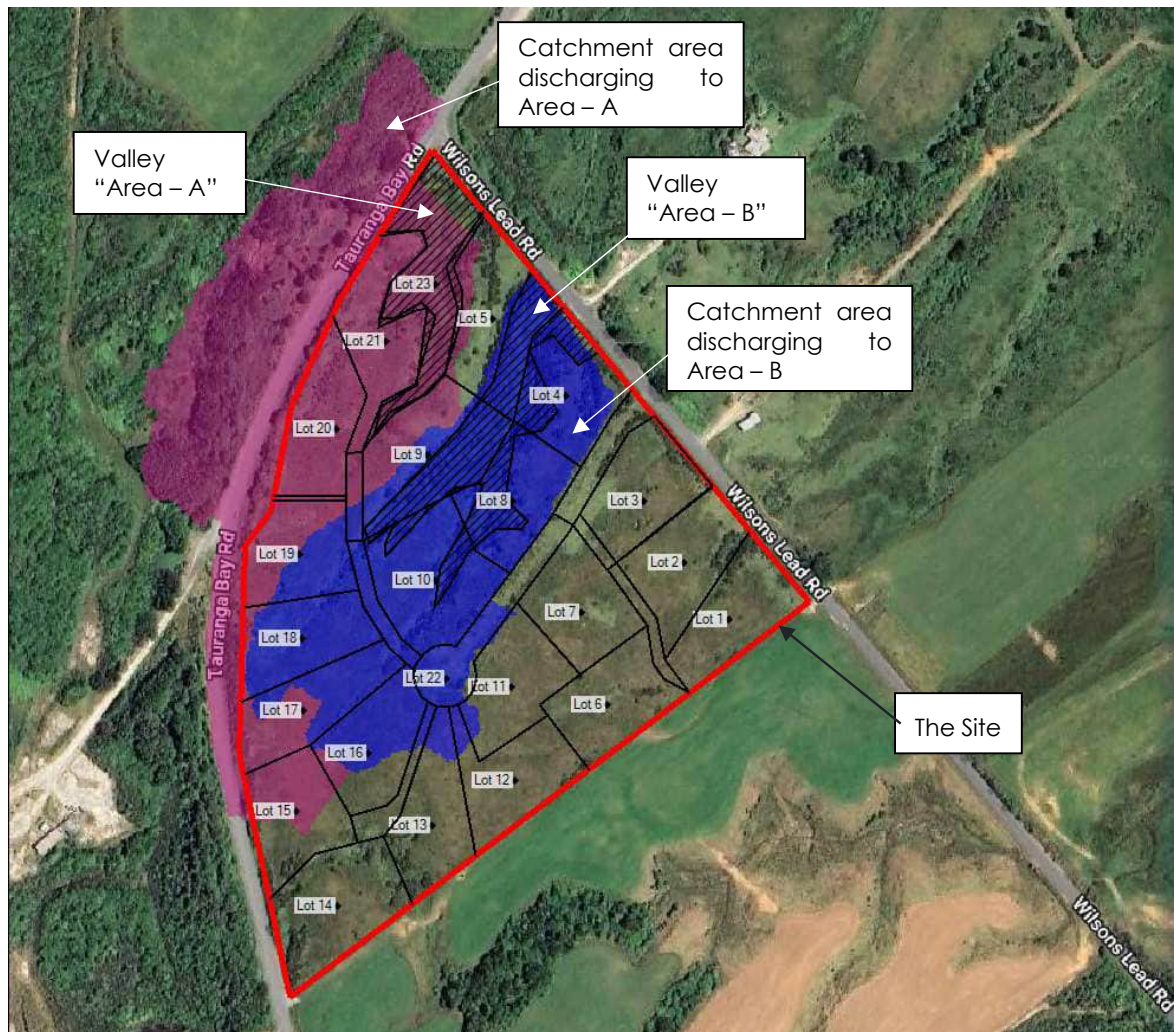 Catchment area
discharging to
Area – A
Valley
“Area – A”
Tauranga Bay Rd
Wilsons Lead Rd
Valley
“Area – B”
Catchment area
discharging to
Area – B
Lot 23
Lot 5
Lot 21
Lot 4
Lot 20
Lot 9
Lot 8
Lot 3
Wilsons Lead Rd
Tauranga Bay Rd
Lot 19
Lot 2
Lot 10
Lot 7
Lot 1
Lot 18
Lot 22
Lot 11
Lot 17
Lot 6
The Site
Lot 16
Lot 12
Lot 15
Lot 13
Lot 14
Wilsons Lead Rd